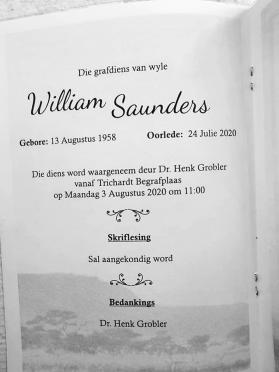 Die grafdiens van wyle
William Saunders
Gebore: 13 Augustus 1958 Oorlede: 24 Julie 2020
Die diens word waargeneem deur Dr. Henk Grobler
vanaf Trichardt Begrafplaas
op Maandag 3 Augustus 2020 om 11:00
Skriflesing
Sal aangekondig word
Bedankings
Dr. Henk Grobler